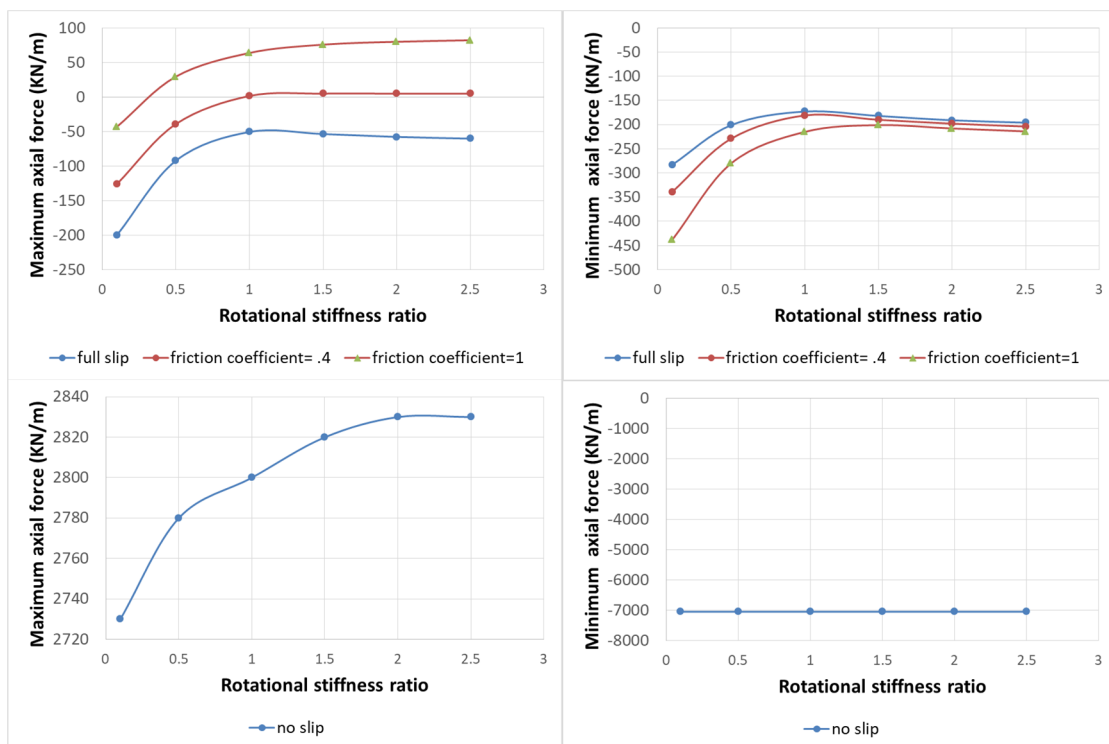 Maximum axial force (KN/m)
100
50
0
-50
-100
-150
-200
-250
0 0.5 1 1.5 2 2.5 3
Rotational stiffness ratio
full slip friction coefficient= .4 friction coefficient=1
Minimum axial force (KN/m)
0
-50
-100
-150
-200
-250
-300
-350
-400
-450
-500
0 0.5 1 1.5 2 2.5 3
Rotational stiffness ratio
full slip friction coefficient= .4 friction coefficient=1
Maximum axial force (KN/m)
2840
2820
2800
2780
2760
2740
2720
0 0.5 1 1.5 2 2.5 3
Rotational stiffness ratio
no slip
Minimum axial force (KN/m)
0
-1000
-2000
-3000
-4000
-5000
-6000
-7000
-8000
0 0.5 1 1.5 2 2.5 3
Rotational stiffness ratio
no slip